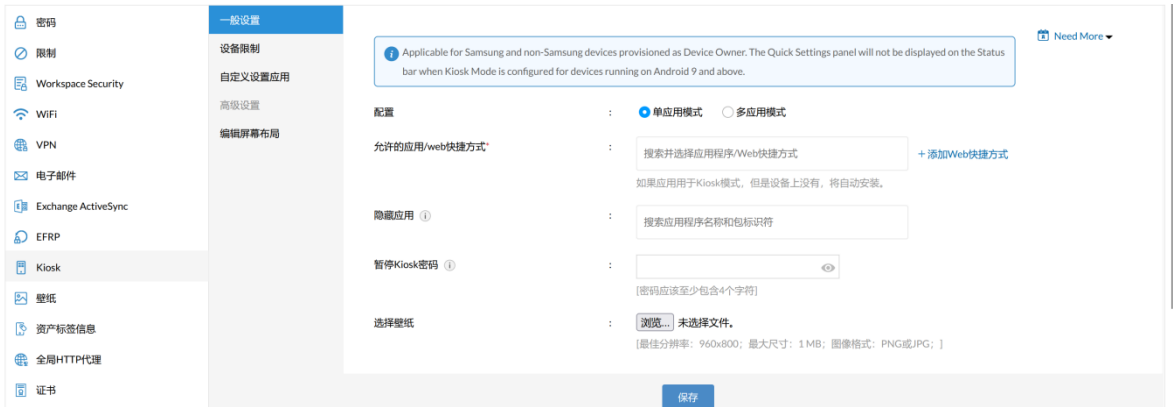 密码
限制
Workspace Security
WiFi
VPN
电子邮件
Exchange ActiveSync
EFRP
Kiosk
壁纸
资产标签信息
全局HTTP代理
证书
一般设置
设备限制
自定义设置应用
高级设置
编辑屏幕布局
Need More
Applicable for Samsung and non-Samsung devices provisioned as Device Owner. The Quick Settings panel will not be displayed on the Status
bar when Kiosk Mode is configured for devices running on Android 9 and above.
配置 : 单应用模式 多应用模式
允许的应用/web快捷方式* : 搜索并选择应用程序/Web快捷方式 +添加Web快捷方式
如果应用用于Kiosk模式，但是设备上没有，将自动安装。
隐藏应用 : 搜索应用程序名称和包标识符
暂停Kiosk密码 :
[密码应该至少包含4个字符]
选择壁纸 : 浏览... 未选择文件。
[最佳分辨率：960x800；最大尺寸：1 MB；图像格式：PNG或JPG；]
保存